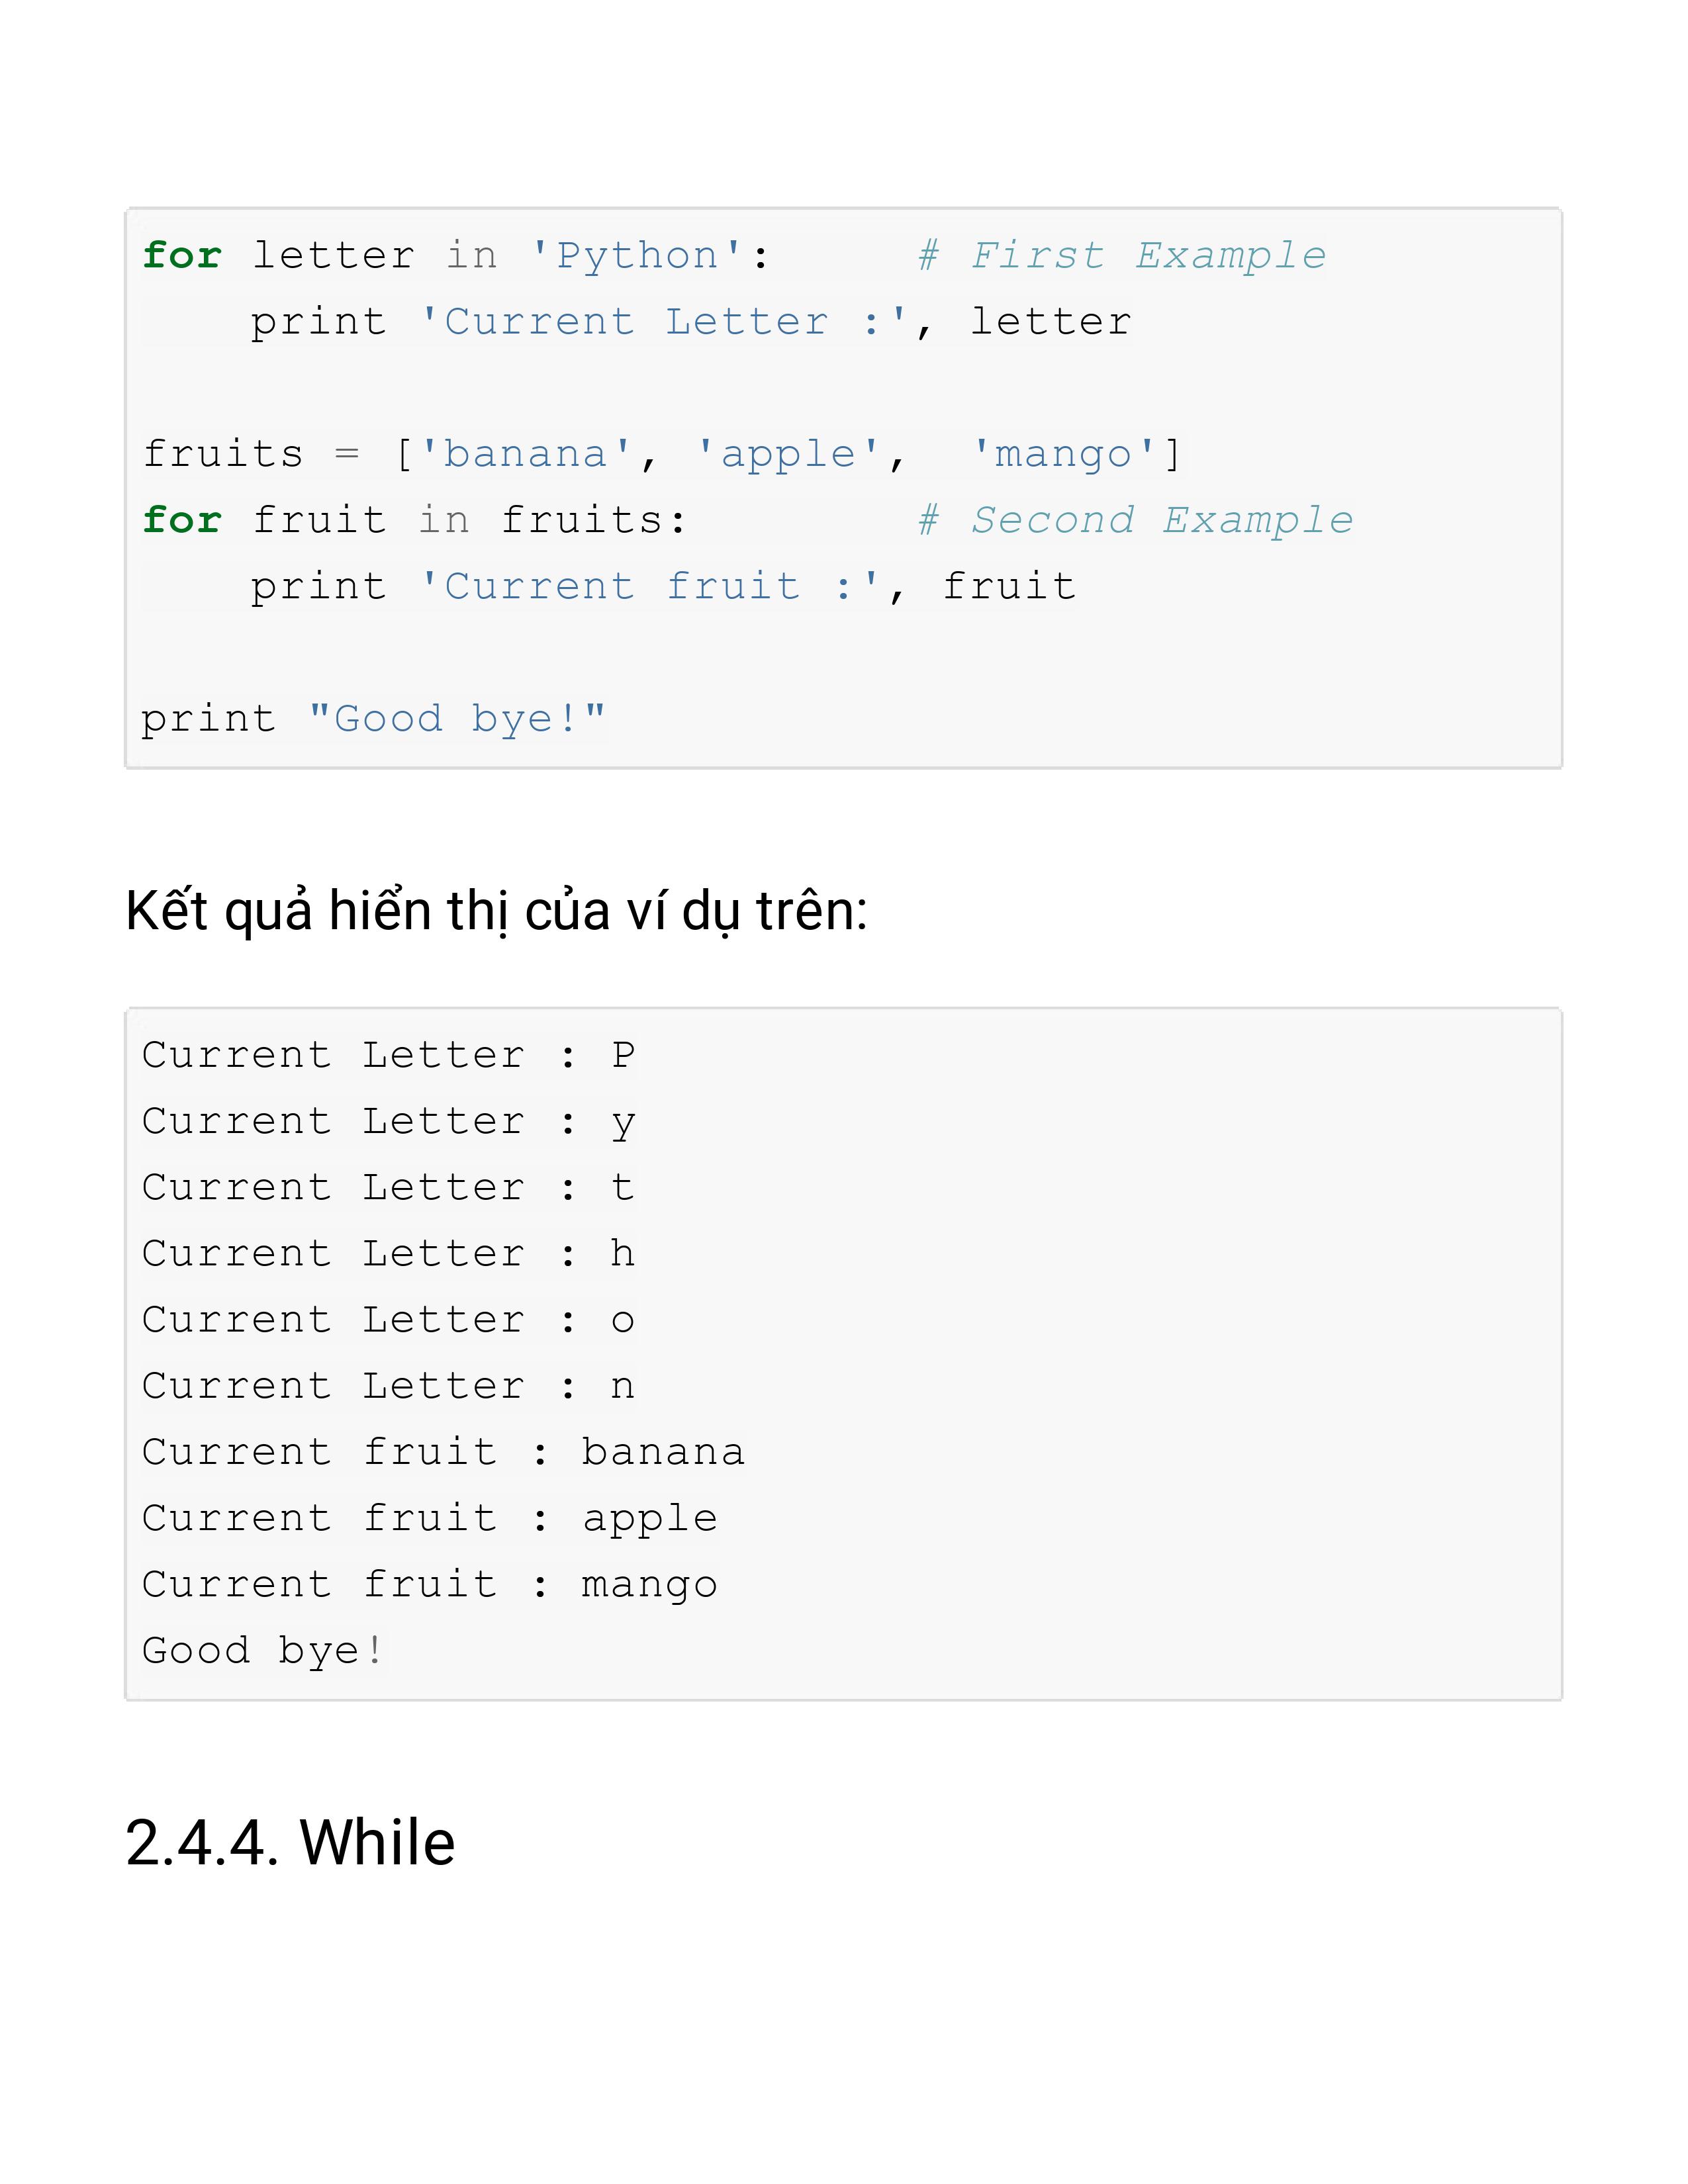 for letter in 'Python':     # First Example
    print 'Current Letter :', letter

fruits = ['banana', 'apple',  'mango']
for fruit in fruits:        # Second Example
    print 'Current fruit :', fruit

print "Good bye!"
Kết quả hiển thị của ví dụ trên:
Current Letter : P
Current Letter : y
Current Letter : t
Current Letter : h
Current Letter : o
Current Letter : n
Current fruit : banana
Current fruit : apple
Current fruit : mango
Good bye!
2.4.4. While